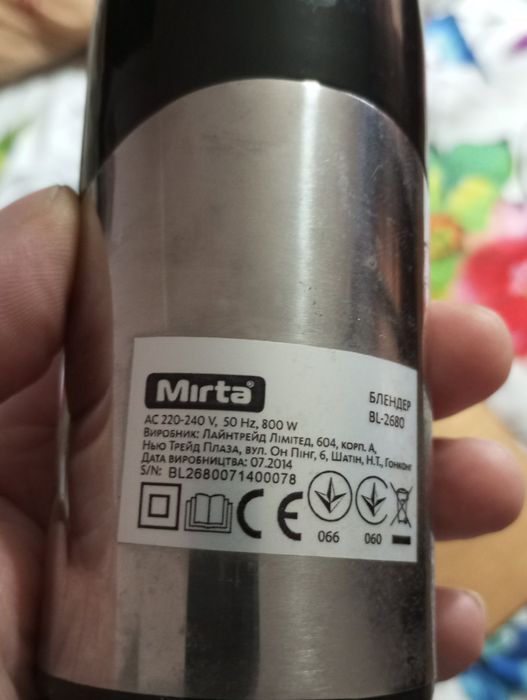 Mirta®
БЛЕНДЕР
BL-2680
AC 220-240 V, 50 Hz, 800 W
Виробник: Лайнтрейд Лімітед, 604, корп. А,
Нью Трейд Плаза, вул. Он Пінг, 6, Шатін, Н.Т., Гонконг
Дата виробництва: 07.2014
S/N: BL2680071400078
CE
066
060